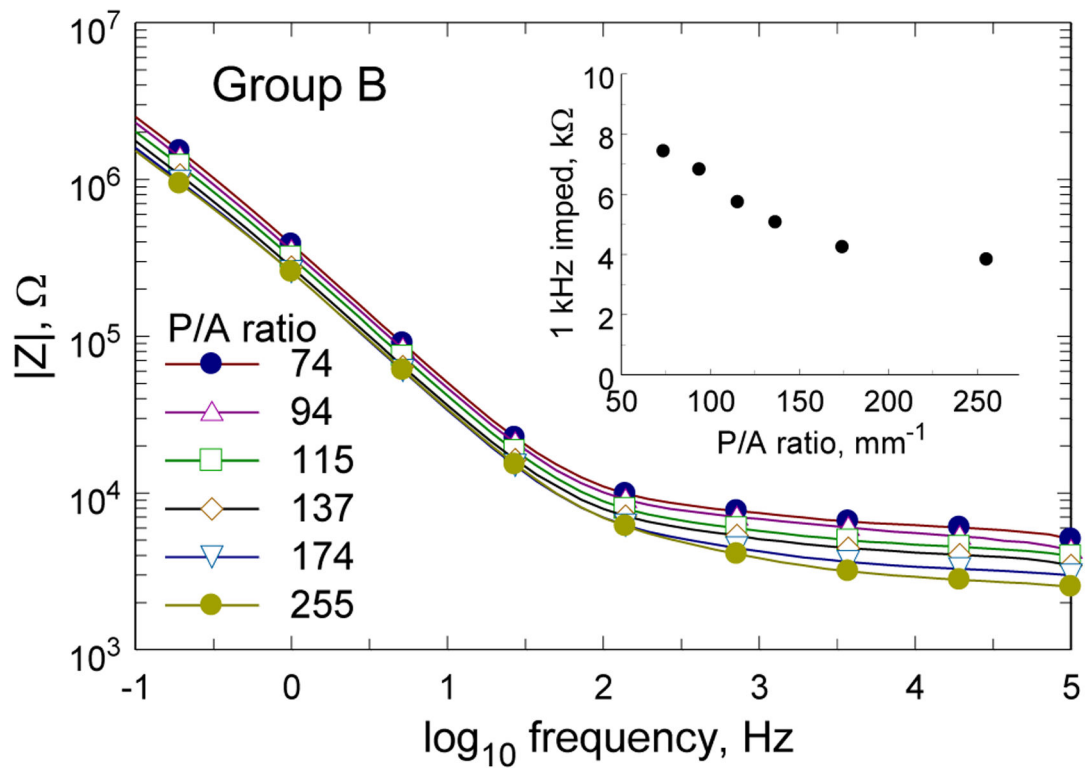 Group B
10⁷
10⁶
10⁵
10⁴
10³
|Z|, Ω
-1 0 1 2 3 4 5
log₁₀ frequency, Hz
P/A ratio
74
94
115
137
174
255
10
8
6
4
2
0
1 kHz imped, kΩ
50 100 150 200 250
P/A ratio, mm⁻¹